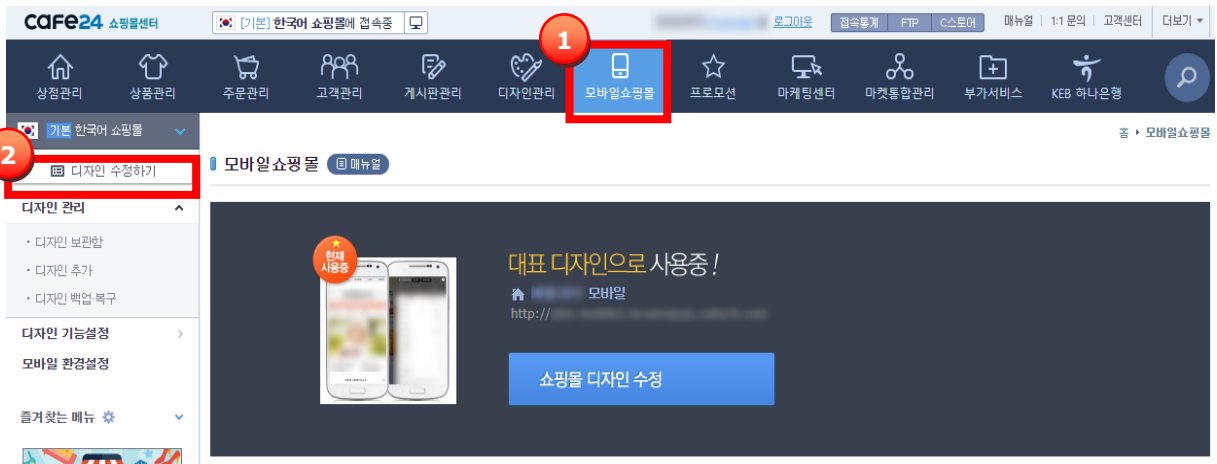 cafe24 쇼핑몰센터
[기본] 한국어 쇼핑몰에 접속중
로그아웃
접속통계 FTP C스토어
매뉴얼 1:1 문의 고객센터 더보기
1
상점관리 상품관리 주문관리 고객관리 게시판관리 디자인관리 모바일쇼핑몰 프로모션 마케팅센터 마켓통합관리 부가서비스 KEB 하나은행
기본 한국어 쇼핑몰
홈 모바일쇼핑몰
2
디자인 수정하기
모바일쇼핑몰 매뉴얼
디자인 관리
· 디자인 보관함
· 디자인 추가
· 디자인 백업·복구
디자인 기능설정
모바일 환경설정
즐겨찾는 메뉴
현재
사용중
대표 디자인으로 사용중!
모바일
http://
쇼핑몰 디자인 수정